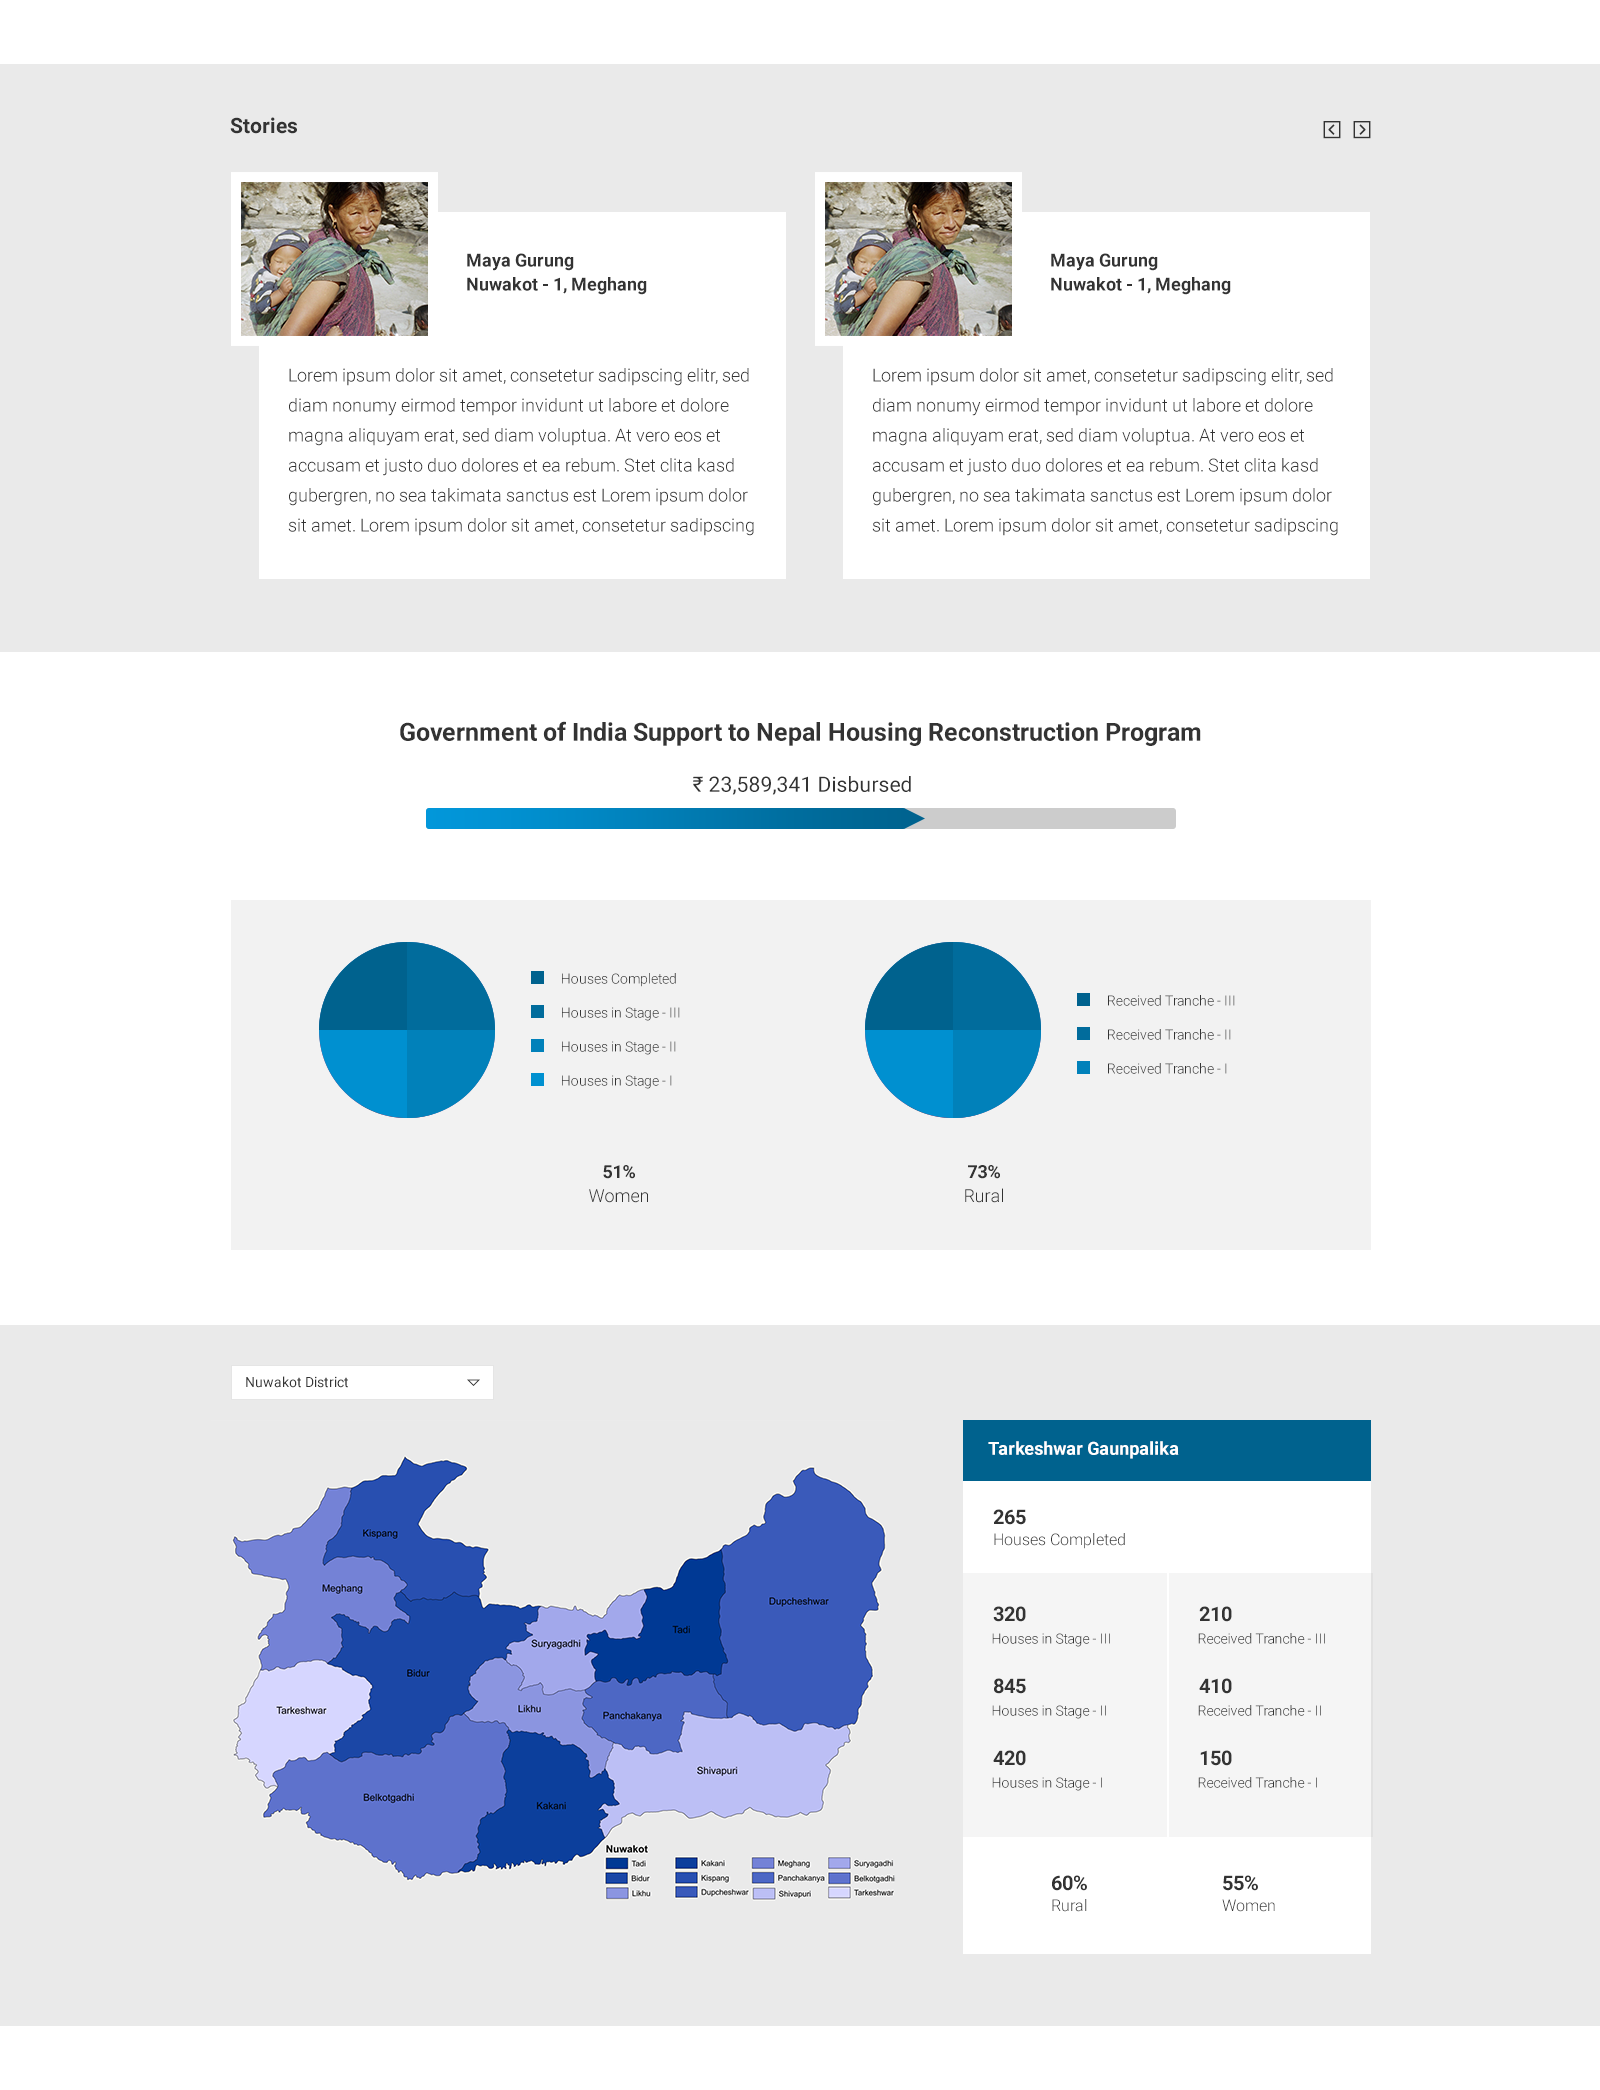 Stories
Maya Gurung
Nuwakot - 1, Meghang
Lorem ipsum dolor sit amet, consetetur sadipscing elitr, sed
diam nonumy eirmod tempor invidunt ut labore et dolore
magna aliquyam erat, sed diam voluptua. At vero eos et
accusam et justo duo dolores et ea rebum. Stet clita kasd
gubergren, no sea takimata sanctus est Lorem ipsum dolor
sit amet. Lorem ipsum dolor sit amet, consetetur sadipscing
Maya Gurung
Nuwakot - 1, Meghang
Lorem ipsum dolor sit amet, consetetur sadipscing elitr, sed
diam nonumy eirmod tempor invidunt ut labore et dolore
magna aliquyam erat, sed diam voluptua. At vero eos et
accusam et justo duo dolores et ea rebum. Stet clita kasd
gubergren, no sea takimata sanctus est Lorem ipsum dolor
sit amet. Lorem ipsum dolor sit amet, consetetur sadipscing
Government of India Support to Nepal Housing Reconstruction Program
₹ 23,589,341 Disbursed
Houses Completed
Houses in Stage - III
Houses in Stage - II
Houses in Stage - I
Received Tranche - III
Received Tranche - II
Received Tranche - I
51%
Women
73%
Rural
Nuwakot District
Kispang
Meghang
Dupcheshwar
Tadi
Suryagadhi
Bidur
Tarkeshwar
Likhu
Panchakanya
Shivapuri
Belkotgadhi
Kakani
Nuwakot
Tadi
Kakani
Meghang
Suryagadhi
Bidur
Kispang
Panchakanya
Belkotgadhi
Likhu
Dupcheshwar
Shivapuri
Tarkeshwar
Tarkeshwar Gaunpalika
265
Houses Completed
320
Houses in Stage - III
845
Houses in Stage - II
420
Houses in Stage - I
210
Received Tranche - III
410
Received Tranche - II
150
Received Tranche - I
60%
Rural
55%
Women